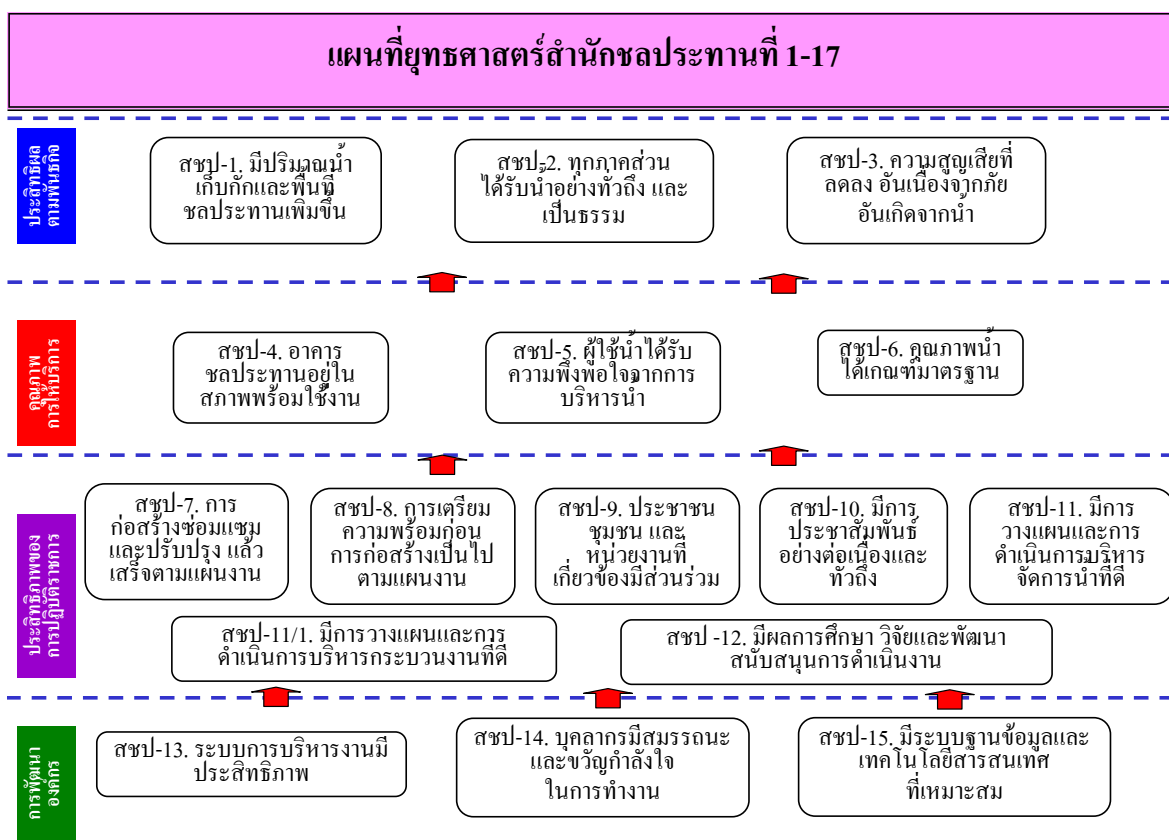 แผนที่ยุทธศาสตร์สำนักชลประทานที่ 1-17
ประสิทธิผล
ตามพันธกิจ
สชป-1. มีปริมาณน้ำ
เก็บกักและพื้นที่
ชลประทานเพิ่มขึ้น
สชป-2. ทุกภาคส่วน
ได้รับน้ำอย่างทั่วถึง และ
เป็นธรรม
สชป-3. ความสูญเสียที่
ลดลง อันเนื่องจากภัย
อันเกิดจากน้ำ
คุณภาพ
การให้บริการ
สชป-4. อาคาร
ชลประทานอยู่ใน
สภาพพร้อมใช้งาน
สชป-5. ผู้ใช้น้ำได้รับ
ความพึงพอใจจากการ
บริหารน้ำ
สชป-6. คุณภาพน้ำ
ได้เกณฑ์มาตรฐาน
ประสิทธิภาพของ
การปฏิบัติราชการ
สชป-7. การ
ก่อสร้างซ่อมแซม
และปรับปรุง แล้ว
เสร็จตามแผนงาน
สชป-8. การเตรียม
ความพร้อมก่อน
การก่อสร้างเป็นไป
ตามแผนงาน
สชป-9. ประชาชน
ชุมชน และ
หน่วยงานที่
เกี่ยวข้องมีส่วนร่วม
สชป-10. มีการ
ประชาสัมพันธ์
อย่างต่อเนื่องและ
ทั่วถึง
สชป-11. มีการ
วางแผนและการ
ดำเนินการบริหาร
จัดการน้ำที่ดี
สชป-11/1. มีการวางแผนและการ
ดำเนินการบริหารกระบวนงานที่ดี
สชป -12. มีผลการศึกษา วิจัยและพัฒนา
สนับสนุนการดำเนินงาน
การพัฒนา
องค์กร
สชป-13. ระบบการบริหารงานมี
ประสิทธิภาพ
สชป-14. บุคลากรมีสมรรถนะ
และขวัญกำลังใจ
ในการทำงาน
สชป-15. มีระบบฐานข้อมูลและ
เทคโนโลยีสารสนเทศ
ที่เหมาะสม